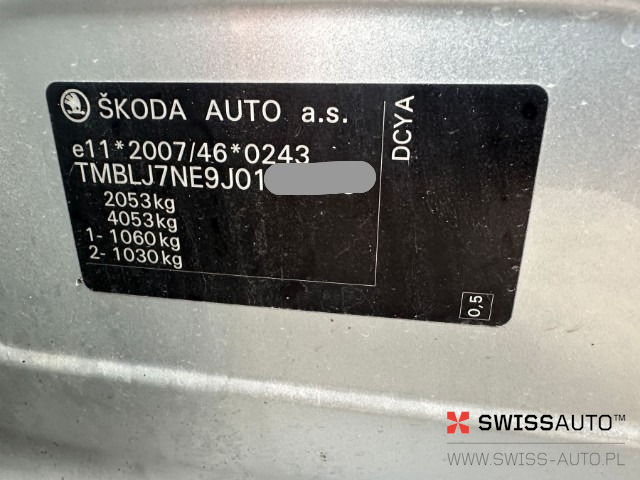 ŠKODA AUTO a.s.
e11*2007/46*0243
TMBLJ7NE9J01
2053kg
4053kg
1- 1060kg
2- 1030kg
DCYA
0,5
SWISSAUTO™
WWW.SWISS-AUTO.PL